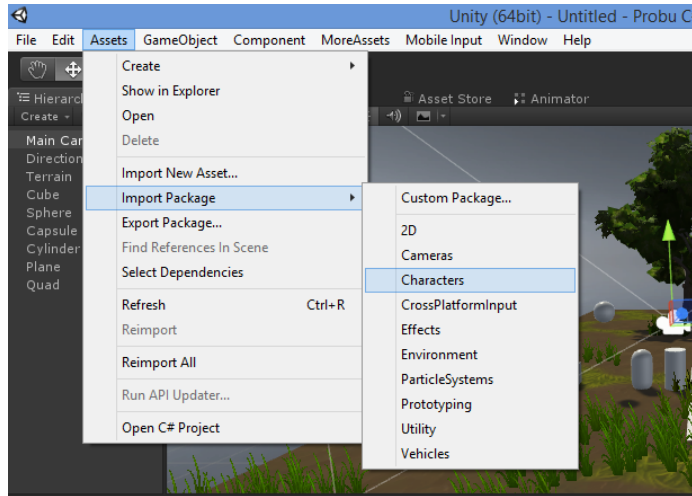 Unity (64bit) - Untitled - Probu C
File Edit Assets GameObject Component MoreAssets Mobile Input Window Help
Hierarc
Asset Store
Animator
Create
Main Car
Direction
Terrain
Cube
Sphere
Capsule
Cylinder
Plane
Quad
Create
Show in Explorer
Open
Delete
Import New Asset...
Import Package
Export Package...
Find References In Scene
Select Dependencies
Refresh Ctrl+R
Reimport
Reimport All
Run API Updater...
Open C# Project
Custom Package...
2D
Cameras
Characters
CrossPlatformInput
Effects
Environment
ParticleSystems
Prototyping
Utility
Vehicles